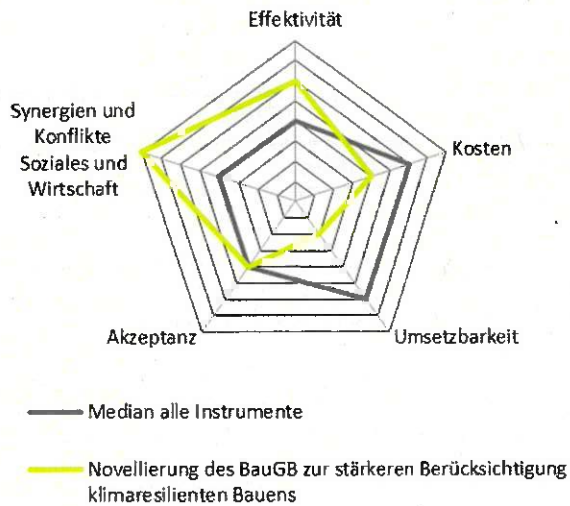 Effektivität
Synergien und
Konflikte
Soziales und
Wirtschaft
Kosten
Akzeptanz
Umsetzbarkeit
Median alle Instrumente
Novellierung des BauGB zur stärkeren Berücksichtigung
klimaresilienten Bauens